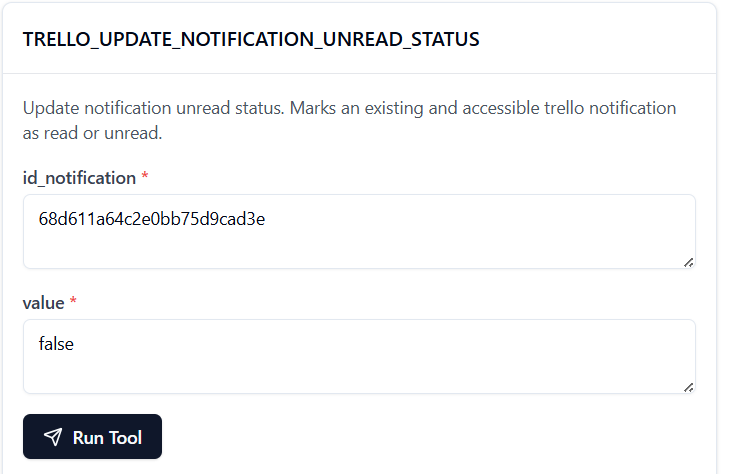 TRELLO_UPDATE_NOTIFICATION_UNREAD_STATUS
Update notification unread status. Marks an existing and accessible trello notification
as read or unread.
id_notification *
68d611a64c2e0bb75d9cad3e
value *
false
Run Tool